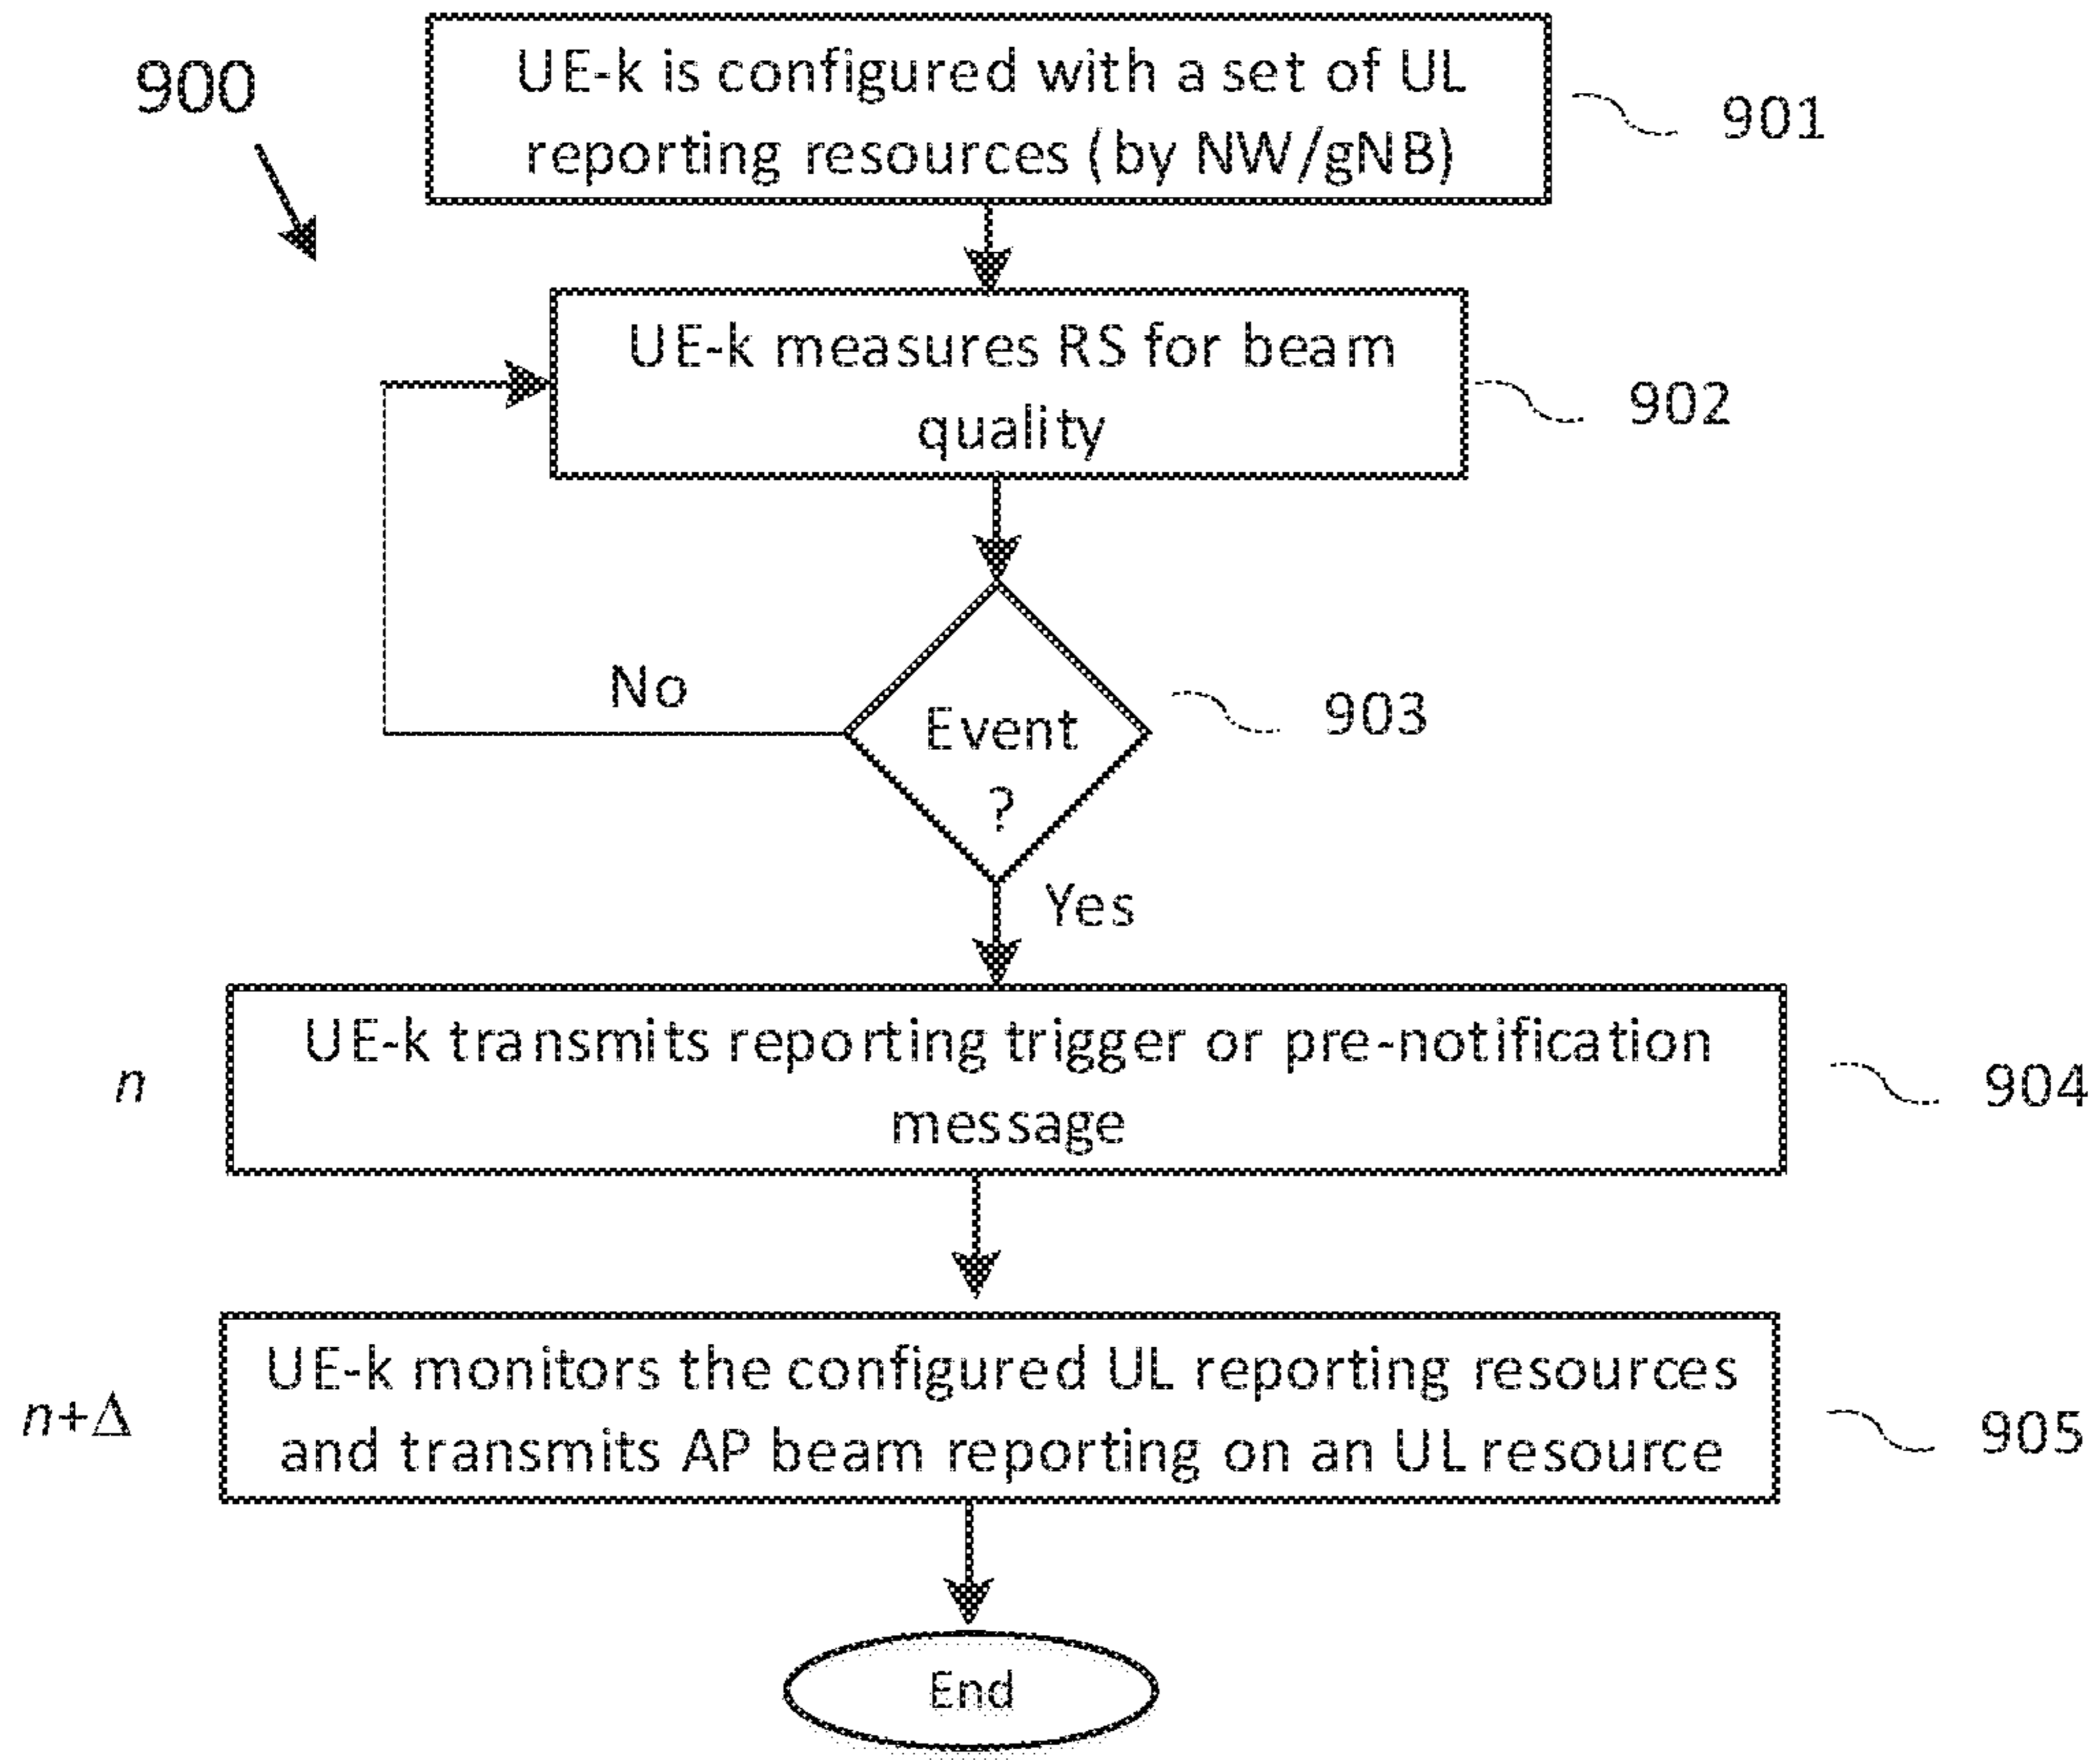 900
UE-k is configured with a set of UL
reporting resources (by NW/gNB)
901
UE-k measures RS for beam
quality
902
No
Event
?
903
Yes
n
UE-k transmits reporting trigger or pre-notification
message
904
n+Δ
UE-k monitors the configured UL reporting resources
and transmits AP beam reporting on an UL resource
905
End